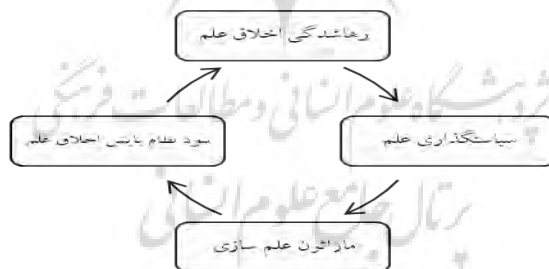 رهاشدگی اخلاق علم
پژوهشگاه علوم انسانی و مطالعات فرهنگی
سیاستگذاری علم
نظام پایش اخلاق علم
پرتال جامع علوم انسانی
ماراتون علم سازی